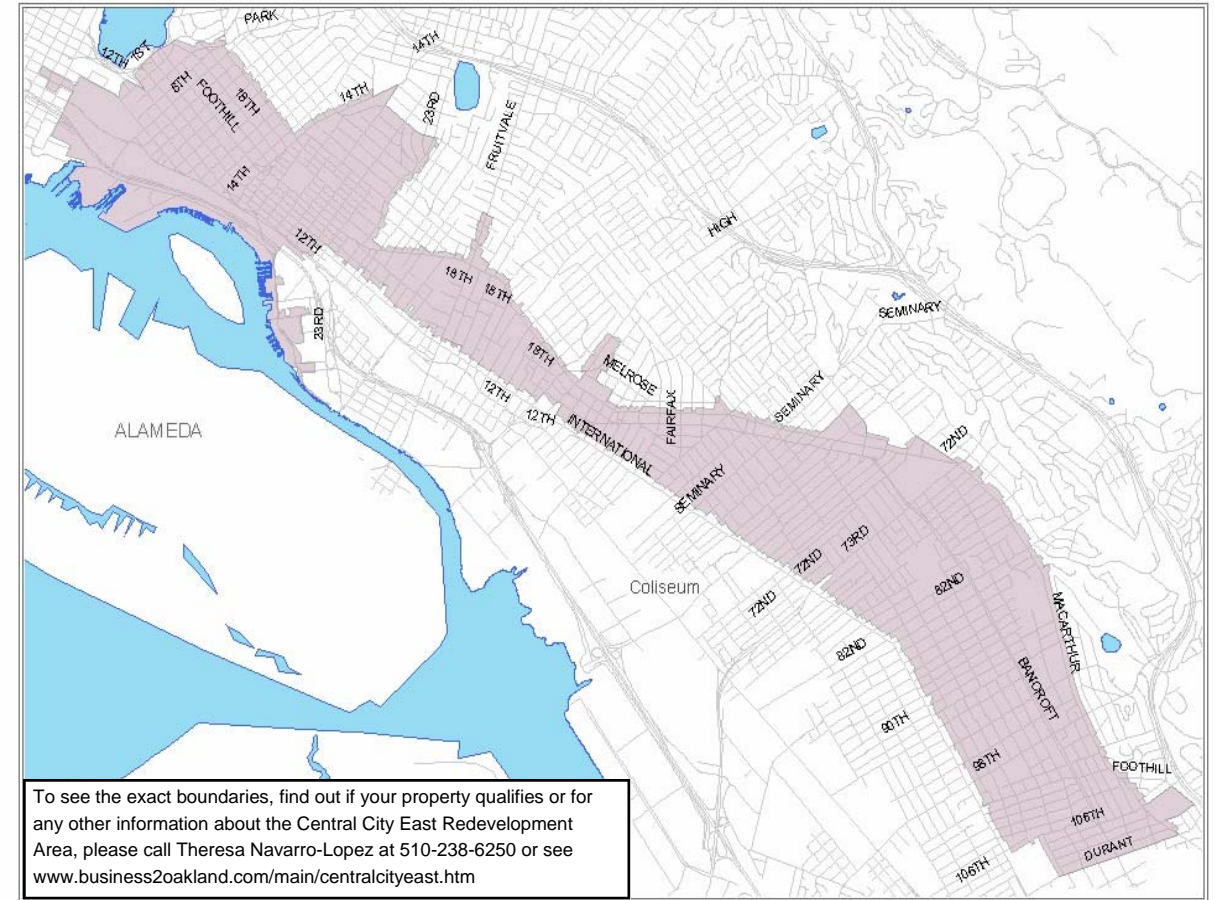 PARK
12TH
1ST
14TH
8TH
FOOTHILL
18TH
14TH
23RD
FRUITVALE
14TH
HIGH
12TH
18TH
18TH
SEMINARY
23RD
18TH
MELROSE
12TH
12TH
FAIRFAX
SEMINARY
ALAMEDA
INTERNATIONAL
72ND
SEMINARY
73RD
72ND
82ND
Coliseum
72ND
MACARTHUR
82ND
BANCROFT
90TH
98TH
FOOTHILL
106TH
DURANT
106TH
To see the exact boundaries, find out if your property qualifies or for
any other information about the Central City East Redevelopment
Area, please call Theresa Navarro-Lopez at 510-238-6250 or see
www.business2oakland.com/main/centralcityeast.htm